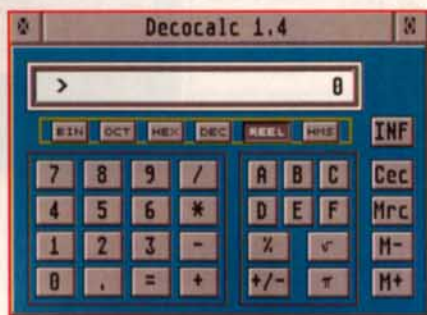 Decocalc 1.4
> 0
BIN OCT HEX DEC REEL HMS INF
7 8 9 / A B C Cec
4 5 6 * D E F Mrc
1 2 3 - % √ M-
0 . = + +/- π M+